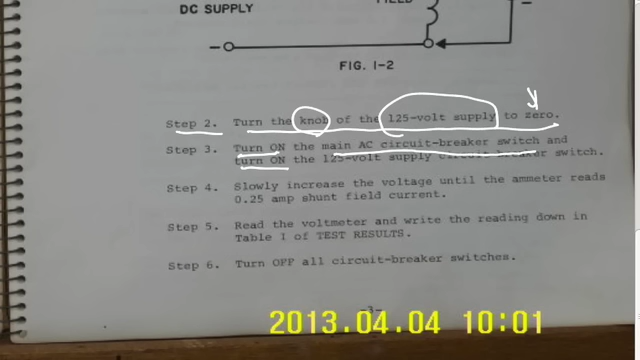 DC SUPPLY
FIELD
FIG. 1-2
Step 2. Turn the knob of the 125-volt supply to zero.
Step 3. Turn ON the main AC circuit-breaker switch and
turn ON the 125-volt supply circuit-breaker switch.
Step 4. Slowly increase the voltage until the ammeter reads
0.25 amp shunt field current.
Step 5. Read the voltmeter and write the reading down in
Table 1 of TEST RESULTS.
Step 6. Turn OFF all circuit-breaker switches.
-3-
2013.04.04 10:01